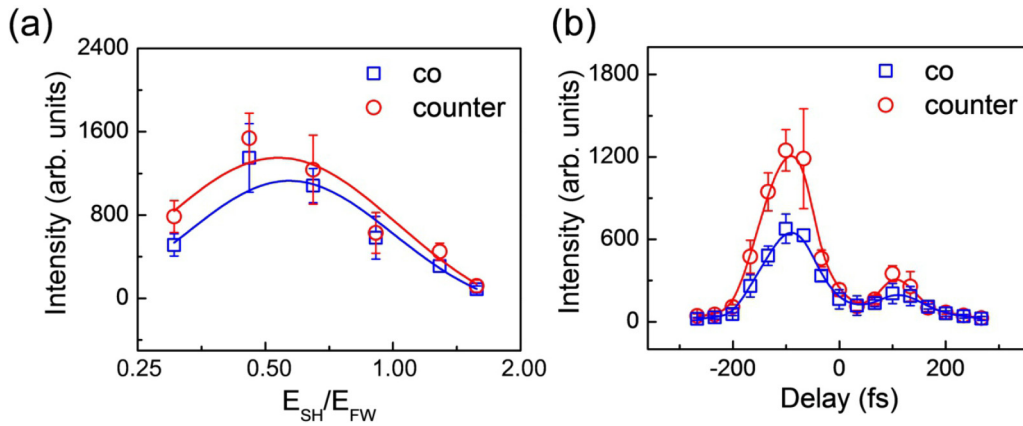 (a)
2400
1600
800
0
Intensity (arb. units)
co
counter
0.25
0.50
1.00
2.00
E_SH/E_FW
(b)
1800
1200
600
0
Intensity (arb. units)
co
counter
-200
0
200
Delay (fs)